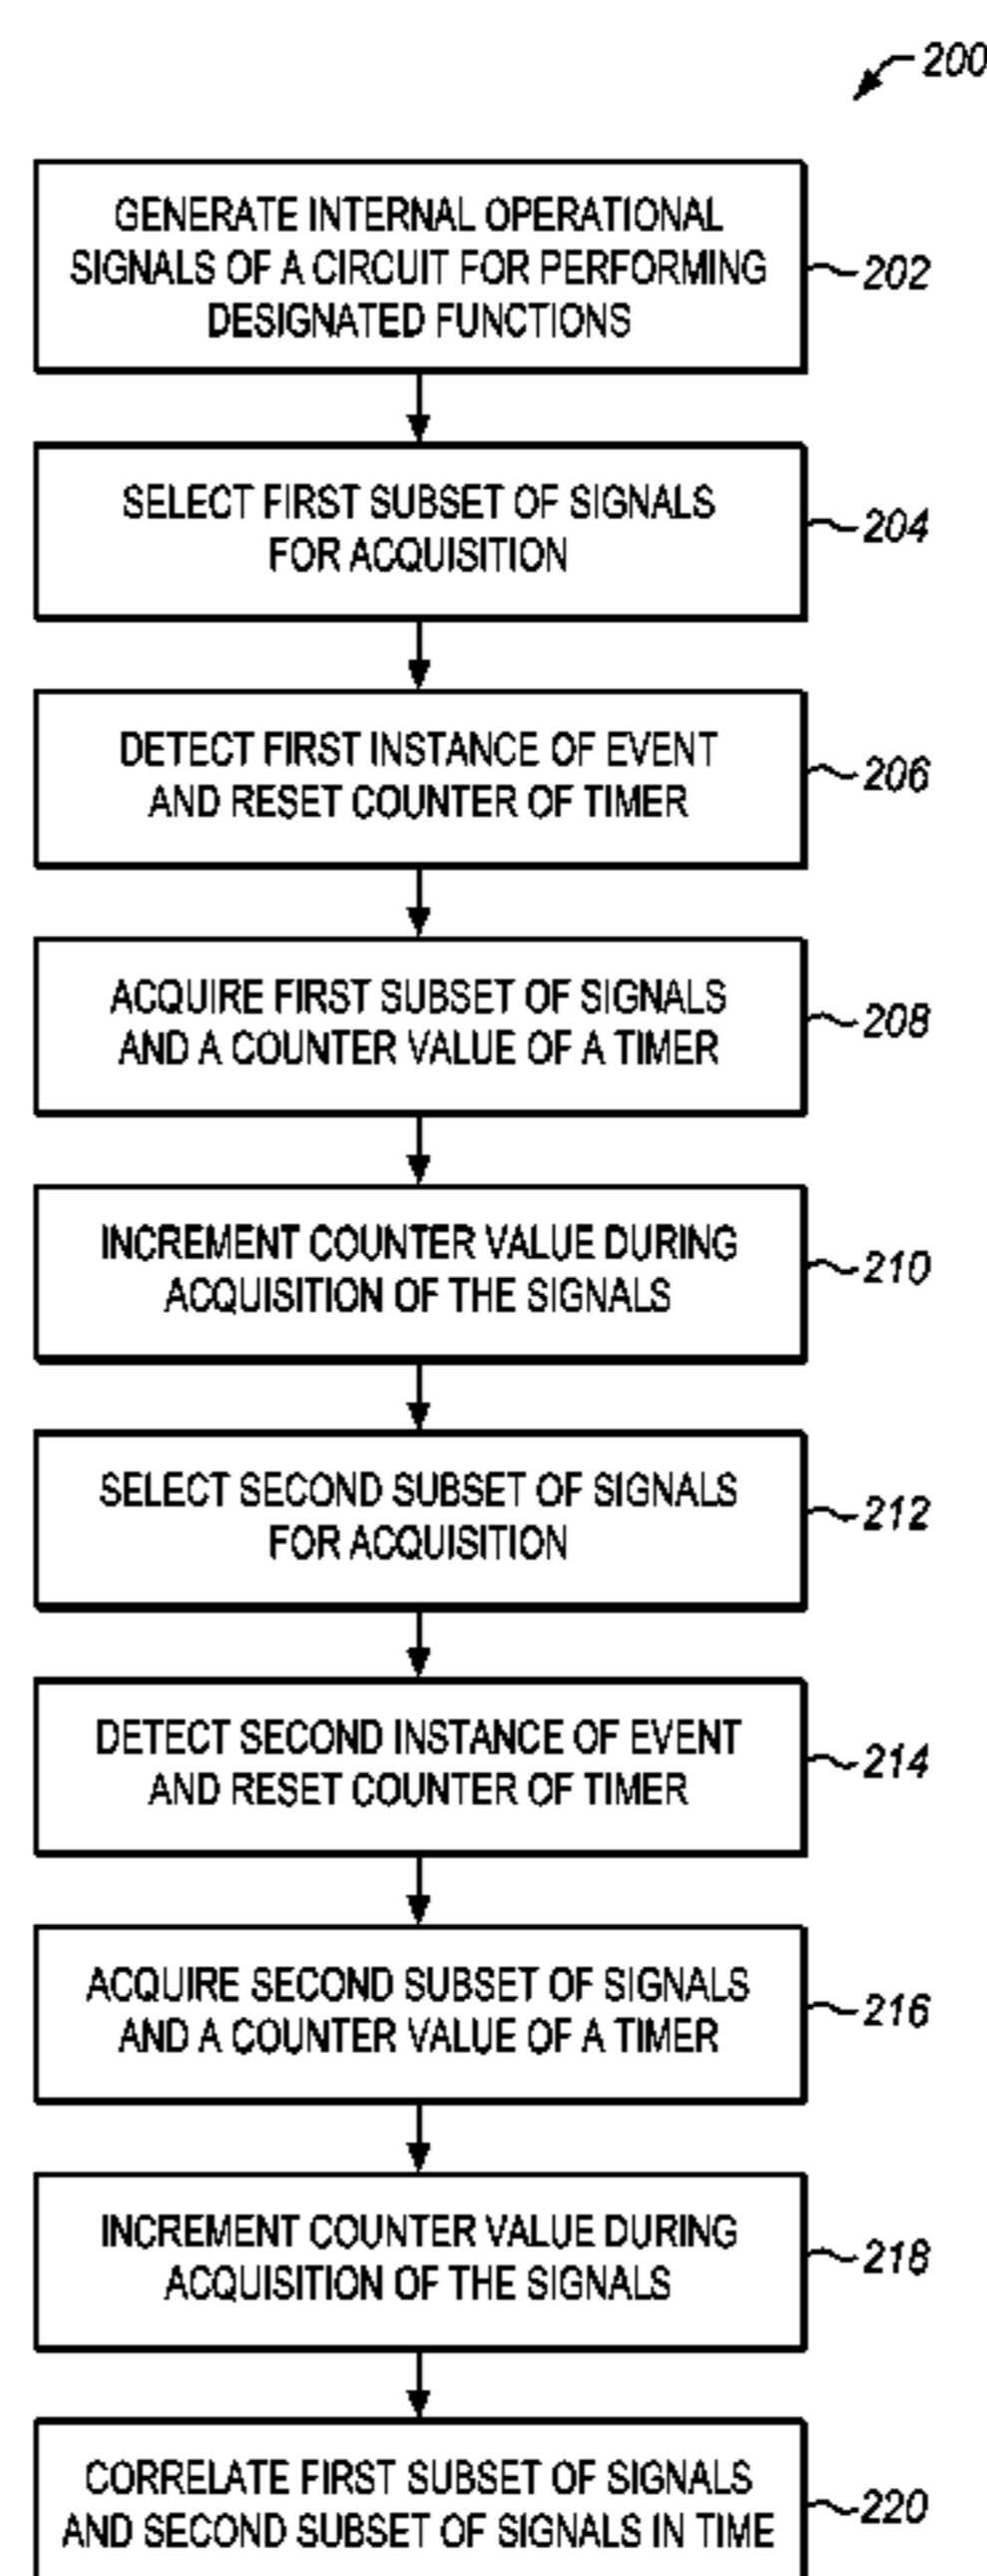 200
GENERATE INTERNAL OPERATIONAL
SIGNALS OF A CIRCUIT FOR PERFORMING
DESIGNATED FUNCTIONS
202
SELECT FIRST SUBSET OF SIGNALS
FOR ACQUISITION
204
DETECT FIRST INSTANCE OF EVENT
AND RESET COUNTER OF TIMER
206
ACQUIRE FIRST SUBSET OF SIGNALS
AND A COUNTER VALUE OF A TIMER
208
INCREMENT COUNTER VALUE DURING
ACQUISITION OF THE SIGNALS
210
SELECT SECOND SUBSET OF SIGNALS
FOR ACQUISITION
212
DETECT SECOND INSTANCE OF EVENT
AND RESET COUNTER OF TIMER
214
ACQUIRE SECOND SUBSET OF SIGNALS
AND A COUNTER VALUE OF A TIMER
216
INCREMENT COUNTER VALUE DURING
ACQUISITION OF THE SIGNALS
218
CORRELATE FIRST SUBSET OF SIGNALS
AND SECOND SUBSET OF SIGNALS IN TIME
220